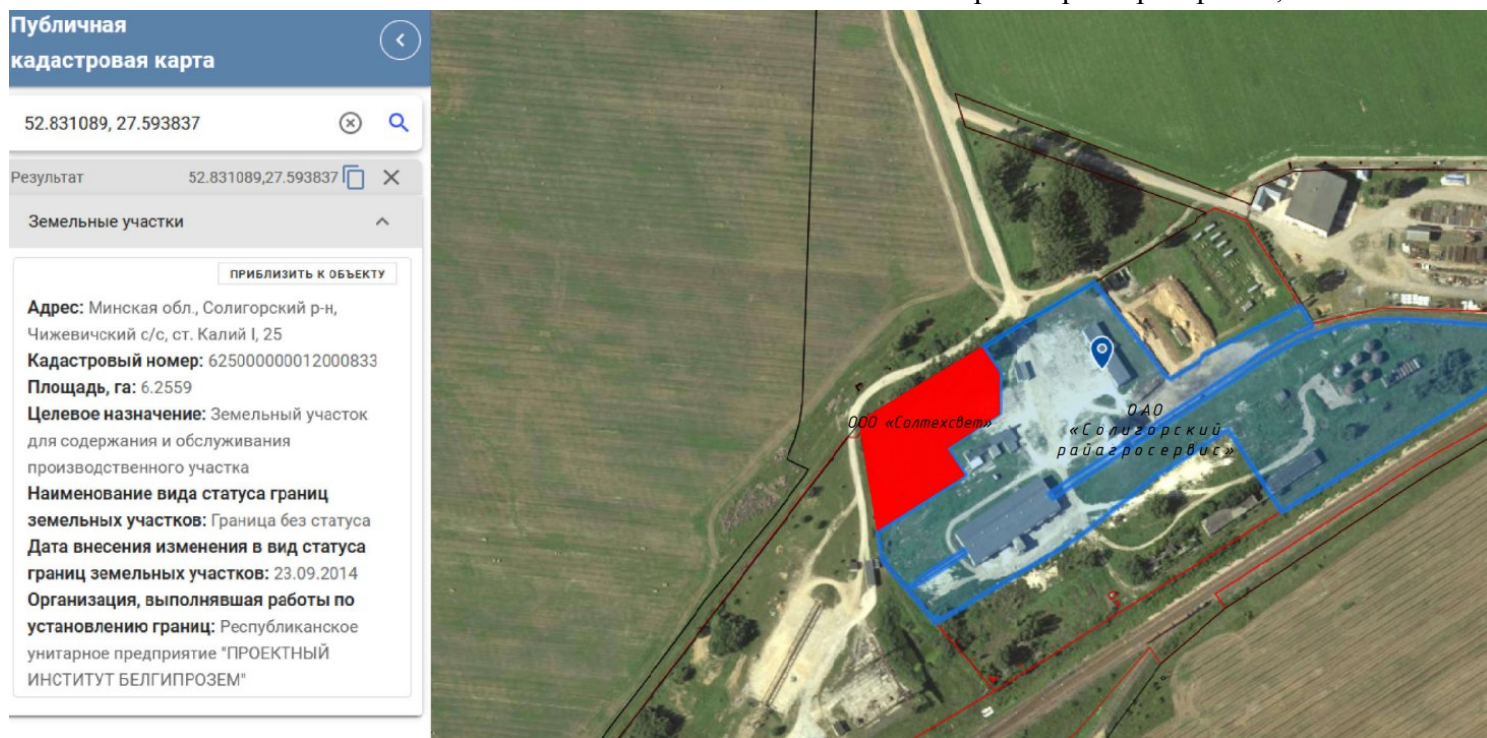 Публичная
кадастровая карта
52.831089, 27.593837
Результат 52.831089,27.593837
Земельные участки
ПРИБЛИЗИТЬ К ОБЪЕКТУ
Адрес: Минская обл., Солигорский р-н,
Чижевичский с/с, ст. Калий I, 25
Кадастровый номер: 625000000012000833
Площадь, га: 6.2559
Целевое назначение: Земельный участок
для содержания и обслуживания
производственного участка
Наименование вида статуса границ
земельных участков: Граница без статуса
Дата внесения изменения в вид статуса
границ земельных участков: 23.09.2014
Организация, выполнявшая работы по
установлению границ: Республиканское
унитарное предприятие "ПРОЕКТНЫЙ
ИНСТИТУТ БЕЛГИПРОЗЕМ"
ООО «Солтехсвет»
ОАО
«Солигорский
райагросервис»